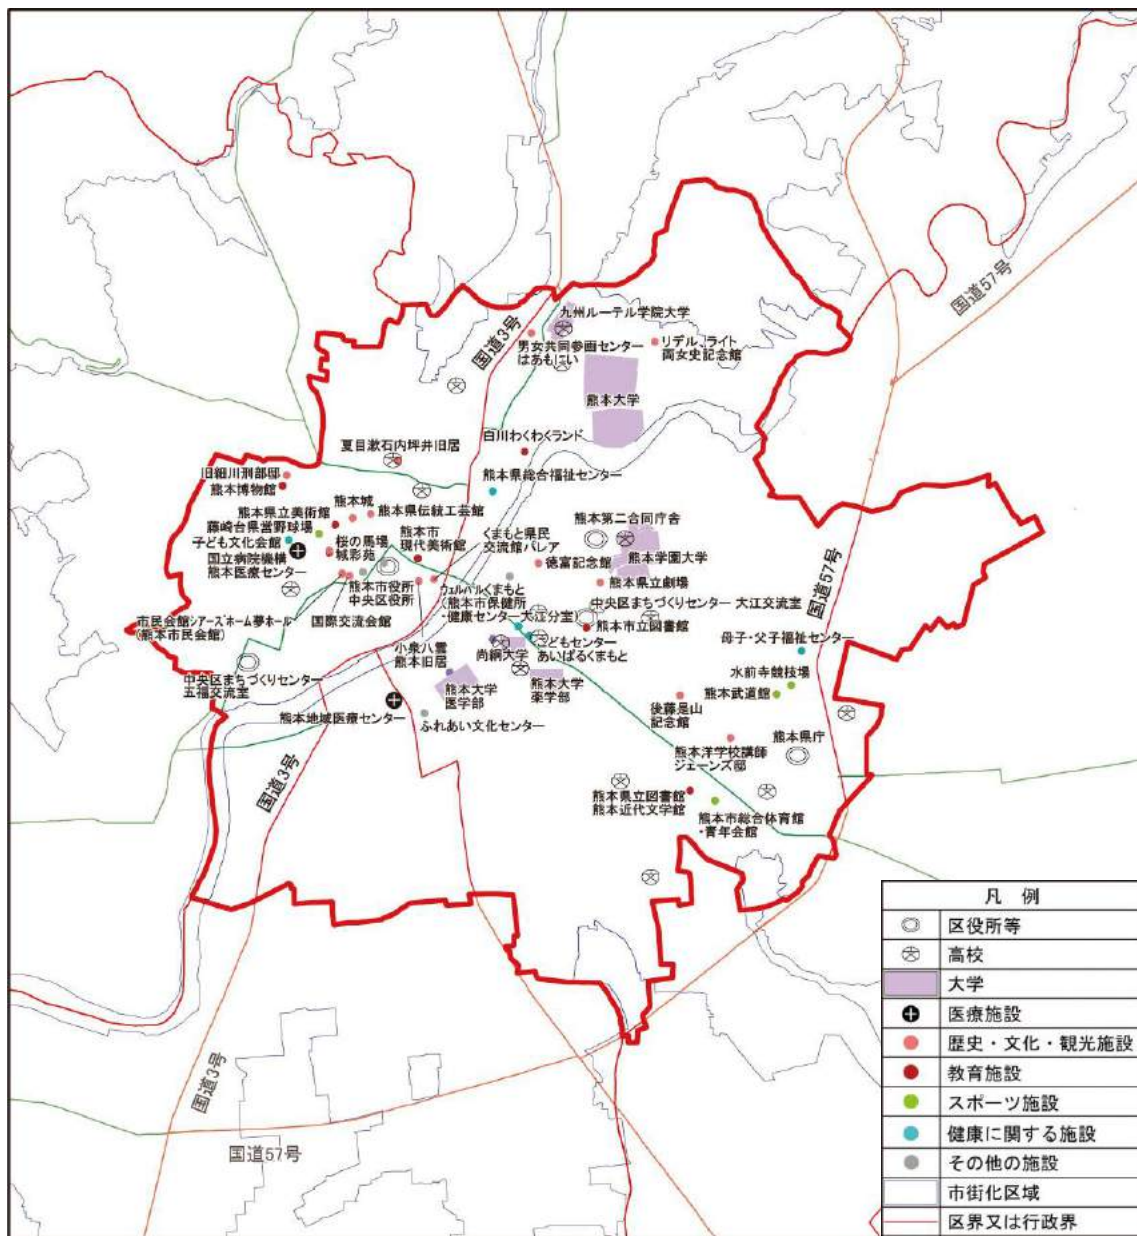 国道57号
国道3号
九州ルーテル学院大学
男女共同参画センター
はあもにい
リデル、ライト
両女史記念館
熊本大学
白川わくわくランド
夏目漱石内坪井旧居
熊本県総合福祉センター
旧細川刑部邸
熊本博物館
熊本城
熊本県立美術館
熊本県伝統工芸館
藤崎台県営野球場
子ども文化会館
国立病院機構
熊本医療センター
桜の馬場
城彩苑
熊本市
現代美術館
くまもと県民
交流館パレア
熊本第二合同庁舎
熊本学園大学
徳富記念館
熊本県立劇場
熊本市役所
中央区役所
国際交流会館
ウェルパルくまもと
(熊本市保健所
・健康センター大江分室)
中央区まちづくりセンター 大江交流室
熊本市立図書館
市民会館シアーズホーム夢ホール
(熊本市民会館)
小泉八雲
熊本旧居
尚絅大学
こどもセンター
あいぱるくまもと
国道57号
母子・父子福祉センター
水前寺競技場
熊本武道館
中央区まちづくりセンター
五福交流室
熊本大学
医学部
熊本大学
薬学部
熊本地域医療センター
ふれあい文化センター
後藤是山
記念館
熊本県庁
熊本洋学校講師
ジェーンズ邸
国道3号
熊本県立図書館
熊本近代文学館
熊本市総合体育館
・青年会館
国道3号
国道57号
凡 例
区役所等
高校
大学
医療施設
歴史・文化・観光施設
教育施設
スポーツ施設
健康に関する施設
その他の施設
市街化区域
区界又は行政界